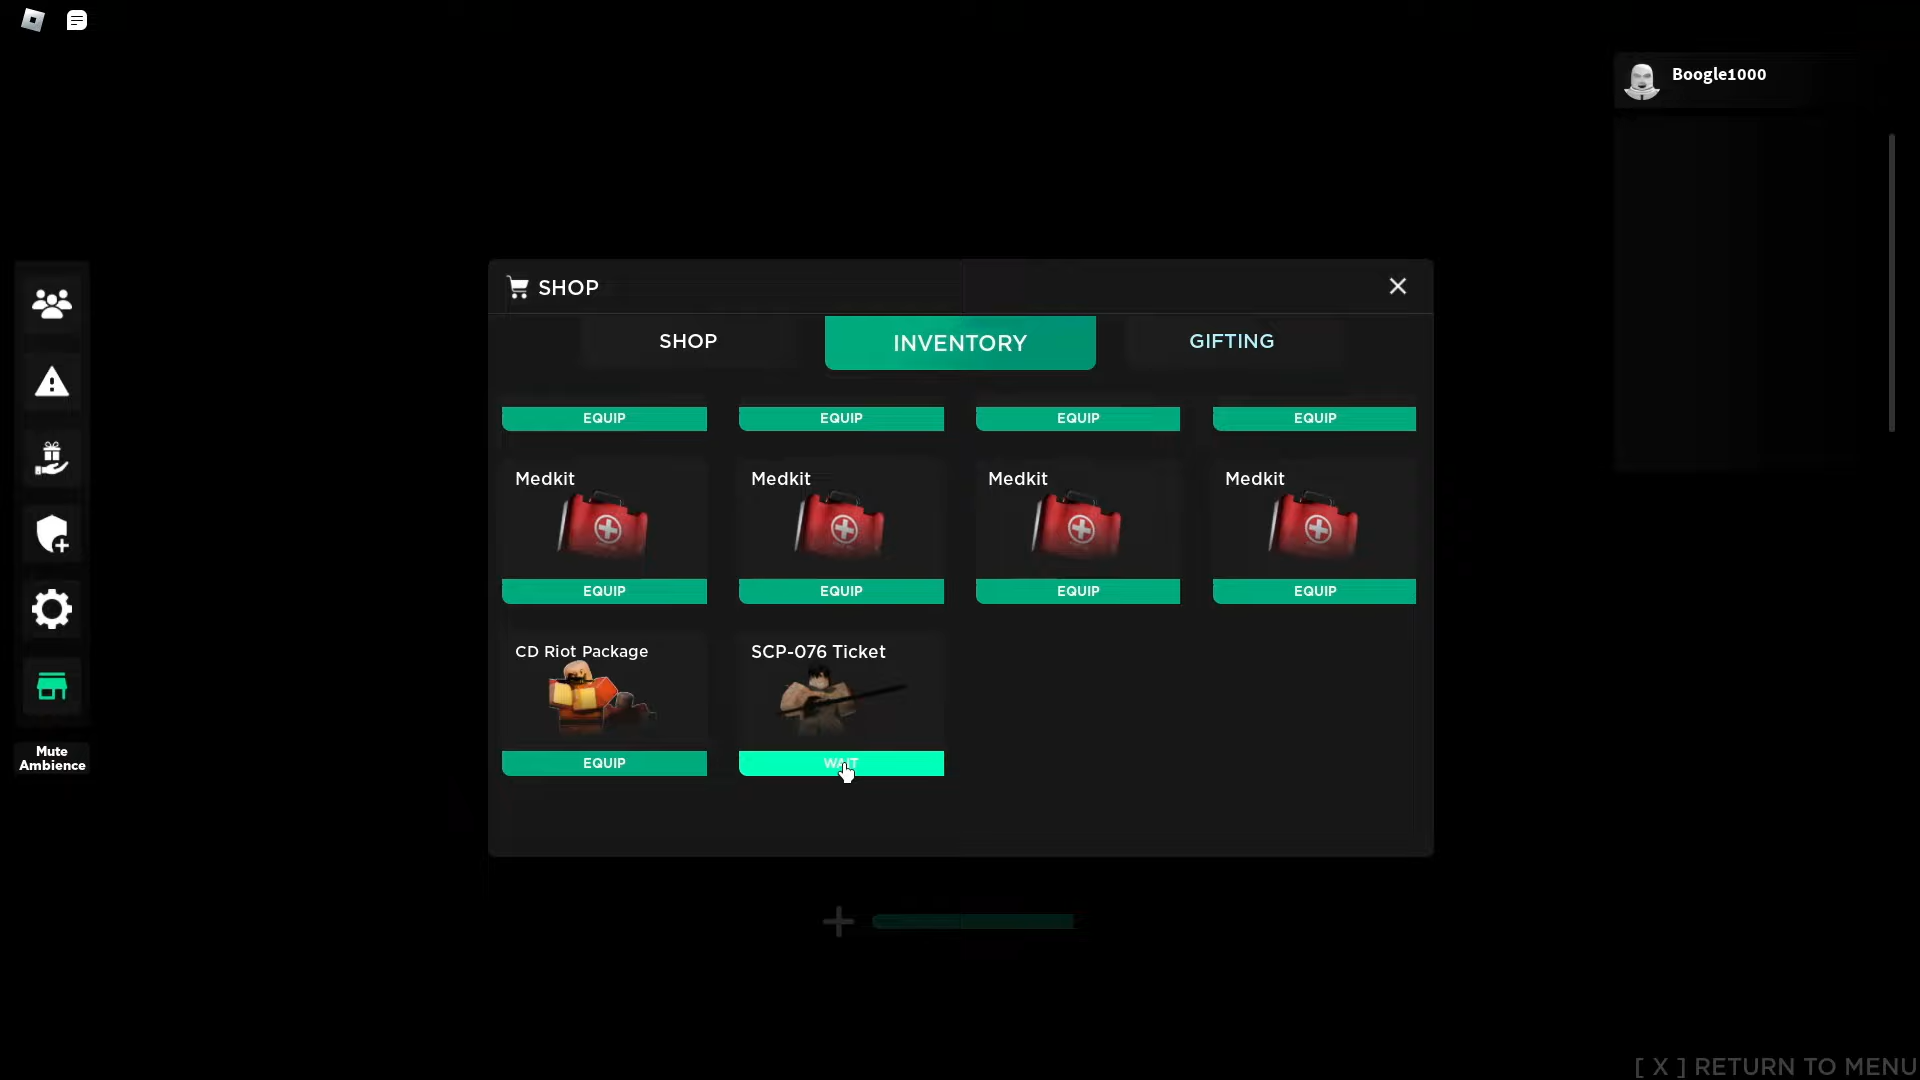 Boogle1000
SHOP
SHOP
INVENTORY
GIFTING
EQUIP
EQUIP
EQUIP
EQUIP
Medkit
Medkit
Medkit
Medkit
EQUIP
EQUIP
EQUIP
EQUIP
CD Riot Package
SCP-076 Ticket
EQUIP
WAIT
Mute
Ambience
[ X ] RETURN TO MENU